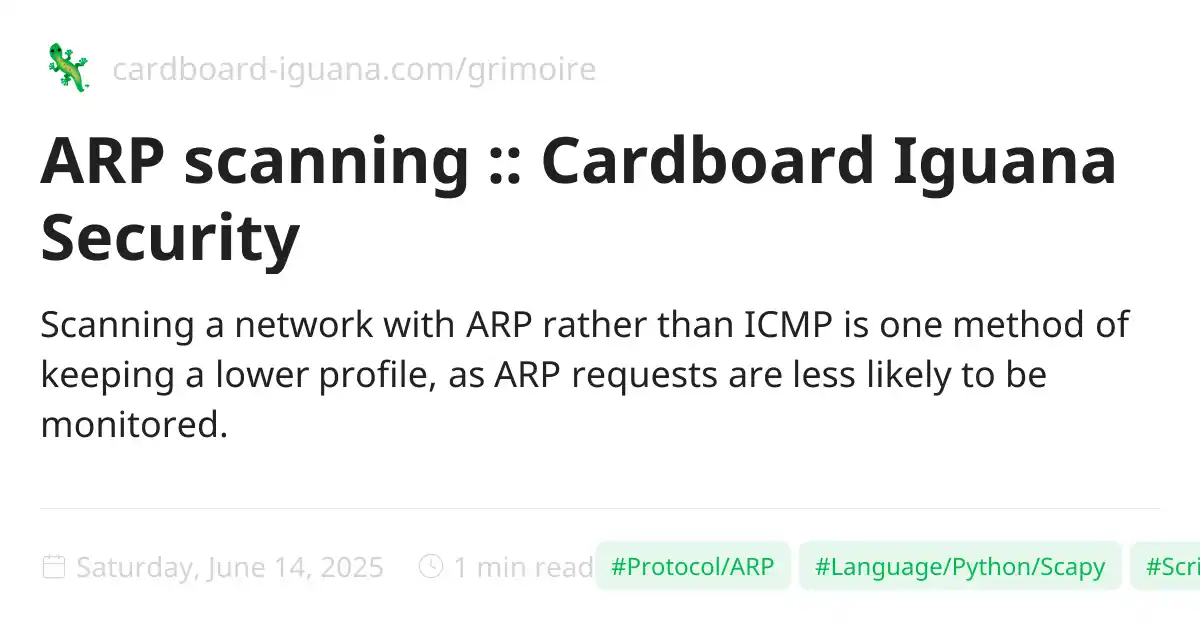 cardboard-iguana.com/grimoire
ARP scanning :: Cardboard Iguana
Security
Scanning a network with ARP rather than ICMP is one method of
keeping a lower profile, as ARP requests are less likely to be
monitored.
Saturday, June 14, 2025 1 min read #Protocol/ARP #Language/Python/Scapy #Scri